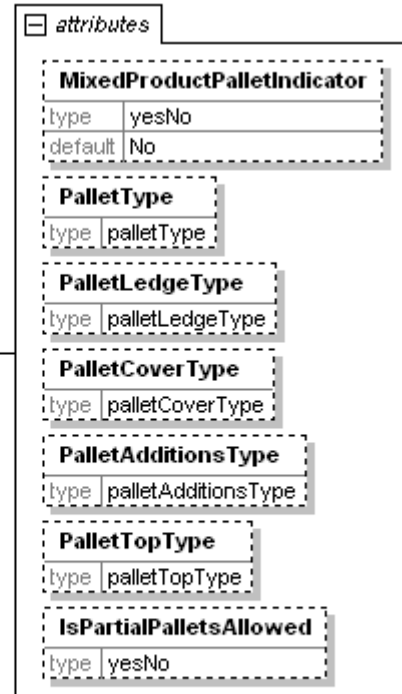 attributes
MixedProductPalletIndicator
type yesNo
default No
PalletType
type palletType
PalletLedgeType
type palletLedgeType
PalletCoverType
type palletCoverType
PalletAdditionsType
type palletAdditionsType
PalletTopType
type palletTopType
IsPartialPalletsAllowed
type yesNo